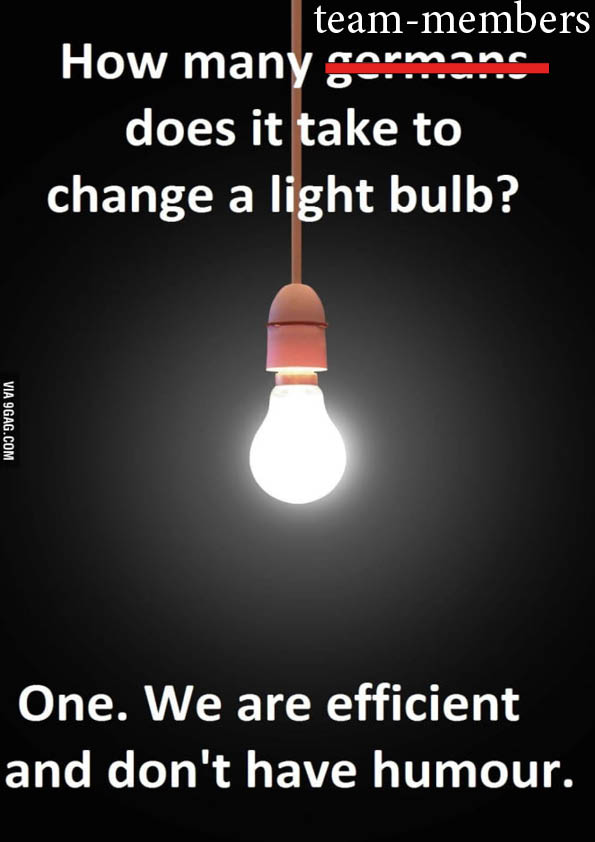 team-members
How many germans
does it take to
change a light bulb?
VIA 9GAG.COM
One. We are efficient
and don't have humour.